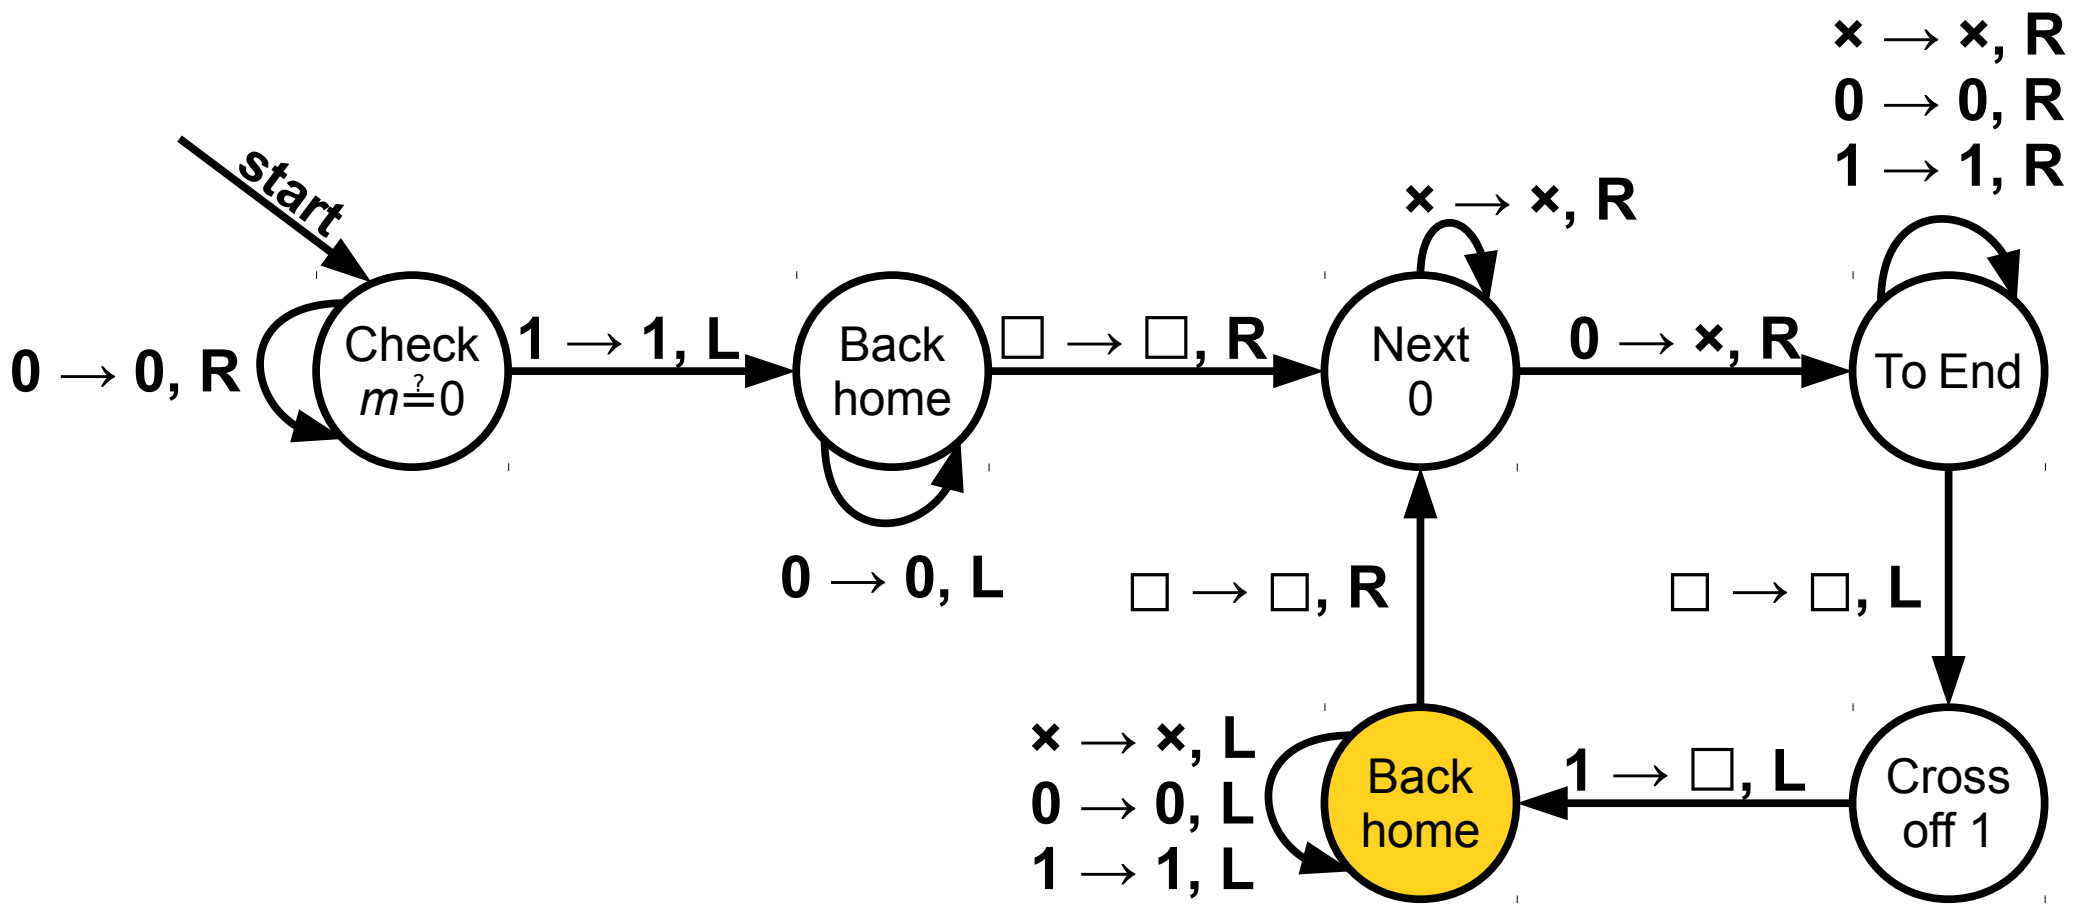 × → ×, R
0 → 0, R
1 → 1, R
start
× → ×, R
0 → 0, R
Check
m≟0
1 → 1, L
Back
home
□ → □, R
Next
0
0 → ×, R
To End
0 → 0, L
□ → □, R
□ → □, L
× → ×, L
0 → 0, L
1 → 1, L
Back
home
1 → □, L
Cross
off 1